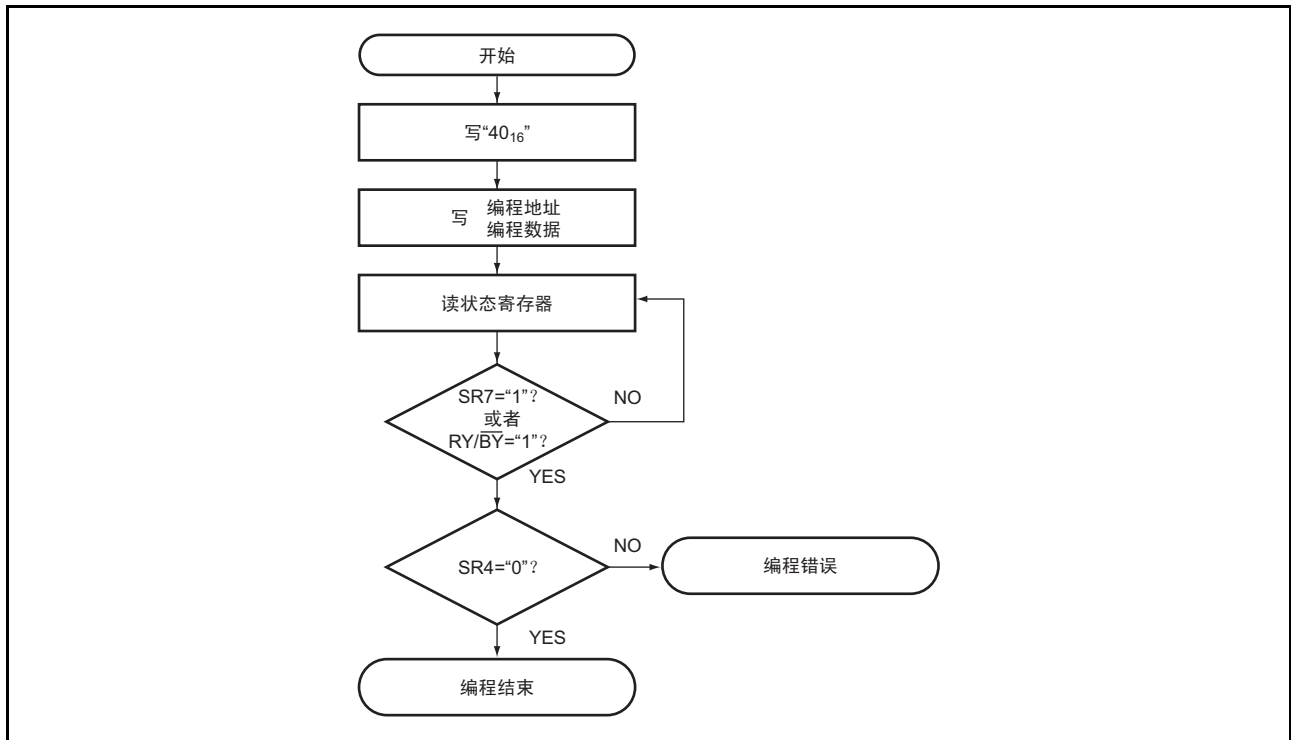 开始
写“40₁₆”
写 编程地址
编程数据
读状态寄存器
SR7=“1”?
或者
RY/B̅Y̅=“1”?
NO
YES
SR4=“0”?
NO
编程错误
YES
编程结束